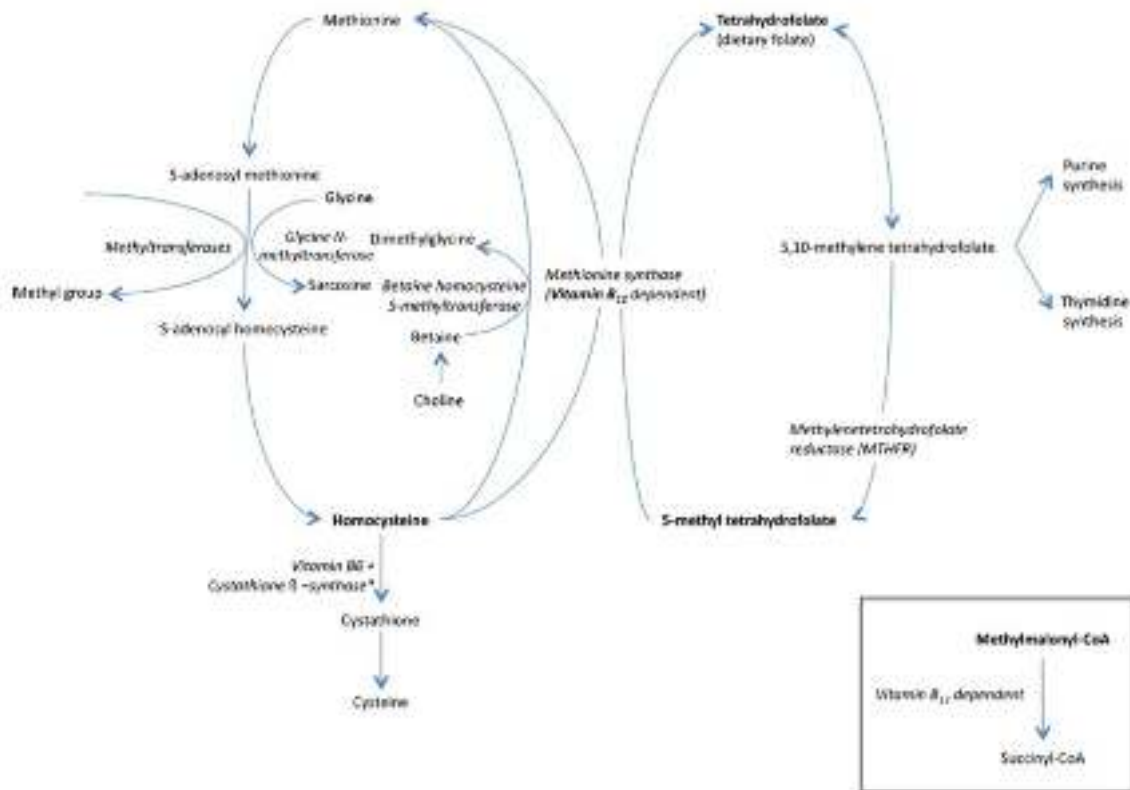 Methionine
Tetrahydrofolate
(dietary folate)
S-adenosyl methionine
Glycine
Methyltransferases
Glycine N-
methyltransferase
Dimethylglycine
Methyl group
Sarcosine
Betaine homocysteine
S-methyltransferase
Methionine synthase
(Vitamin B12 dependent)
S-adenosyl homocysteine
Betaine
Choline
5,10-methylene tetrahydrofolate
Purine
synthesis
Thymidine
synthesis
Methylenetetrahydrofolate
reductase (MTHFR)
Homocysteine
5-methyl tetrahydrofolate
Vitamin B6 +
Cystathione β –synthase*
Cystathione
Cysteine
Methylmalonyl-CoA
Vitamin B12 dependent
Succinyl-CoA